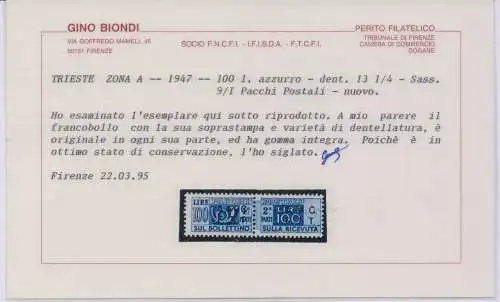 GINO BIONDI
VIA GOFFREDO MAMELI, 45
50131 FIRENZE
SOCIO F.N.C.F.I. - I.F.I.S.D.A. - F.T.C.F.I.
PERITO FILATELICO
TRIBUNALE DI FIRENZE
CAMERA DI COMMERCIO
DOGANE
TRIESTE ZONA A -- 1947 -- 100 l. azzurro - dent. 13 1/4 - Sass.
9/I Pacchi Postali - nuovo.
Ho esaminato l'esemplare qui sotto riprodotto. A mio parere il
francobollo con la sua soprastampa e varietà di dentellatura, è
originale in ogni sua parte, ed ha gomma integra. Poichè è in
ottimo stato di conservazione, l'ho siglato.
Firenze 22.03.95
LIRE 100
SUL BOLLETTINO
2ª PARTE LIRE 100 G. T
SULLA RICEVUTA